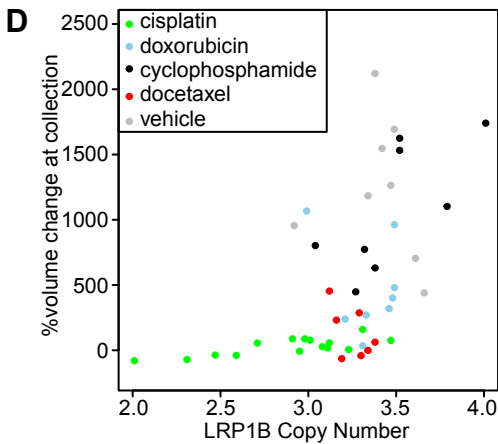 D
cisplatin
doxorubicin
cyclophosphamide
docetaxel
vehicle
%volume change at collection
2500
2000
1500
1000
500
0
2.0 2.5 3.0 3.5 4.0
LRP1B Copy Number